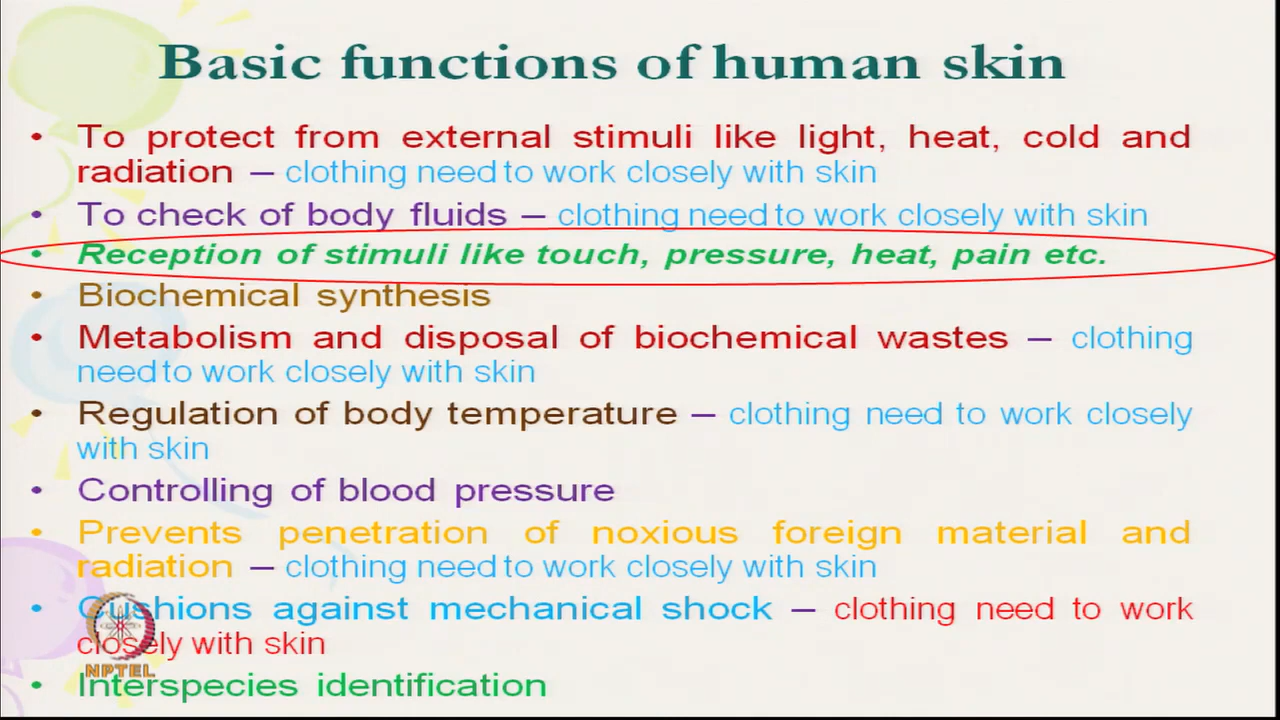 Basic functions of human skin
• To protect from external stimuli like light, heat, cold and
radiation – clothing need to work closely with skin
• To check of body fluids – clothing need to work closely with skin
• Reception of stimuli like touch, pressure, heat, pain etc.
• Biochemical synthesis
• Metabolism and disposal of biochemical wastes – clothing
need to work closely with skin
• Regulation of body temperature – clothing need to work closely
with skin
• Controlling of blood pressure
• Prevents penetration of noxious foreign material and
radiation – clothing need to work closely with skin
• Cushions against mechanical shock – clothing need to work
closely with skin
NPTEL
• Interspecies identification